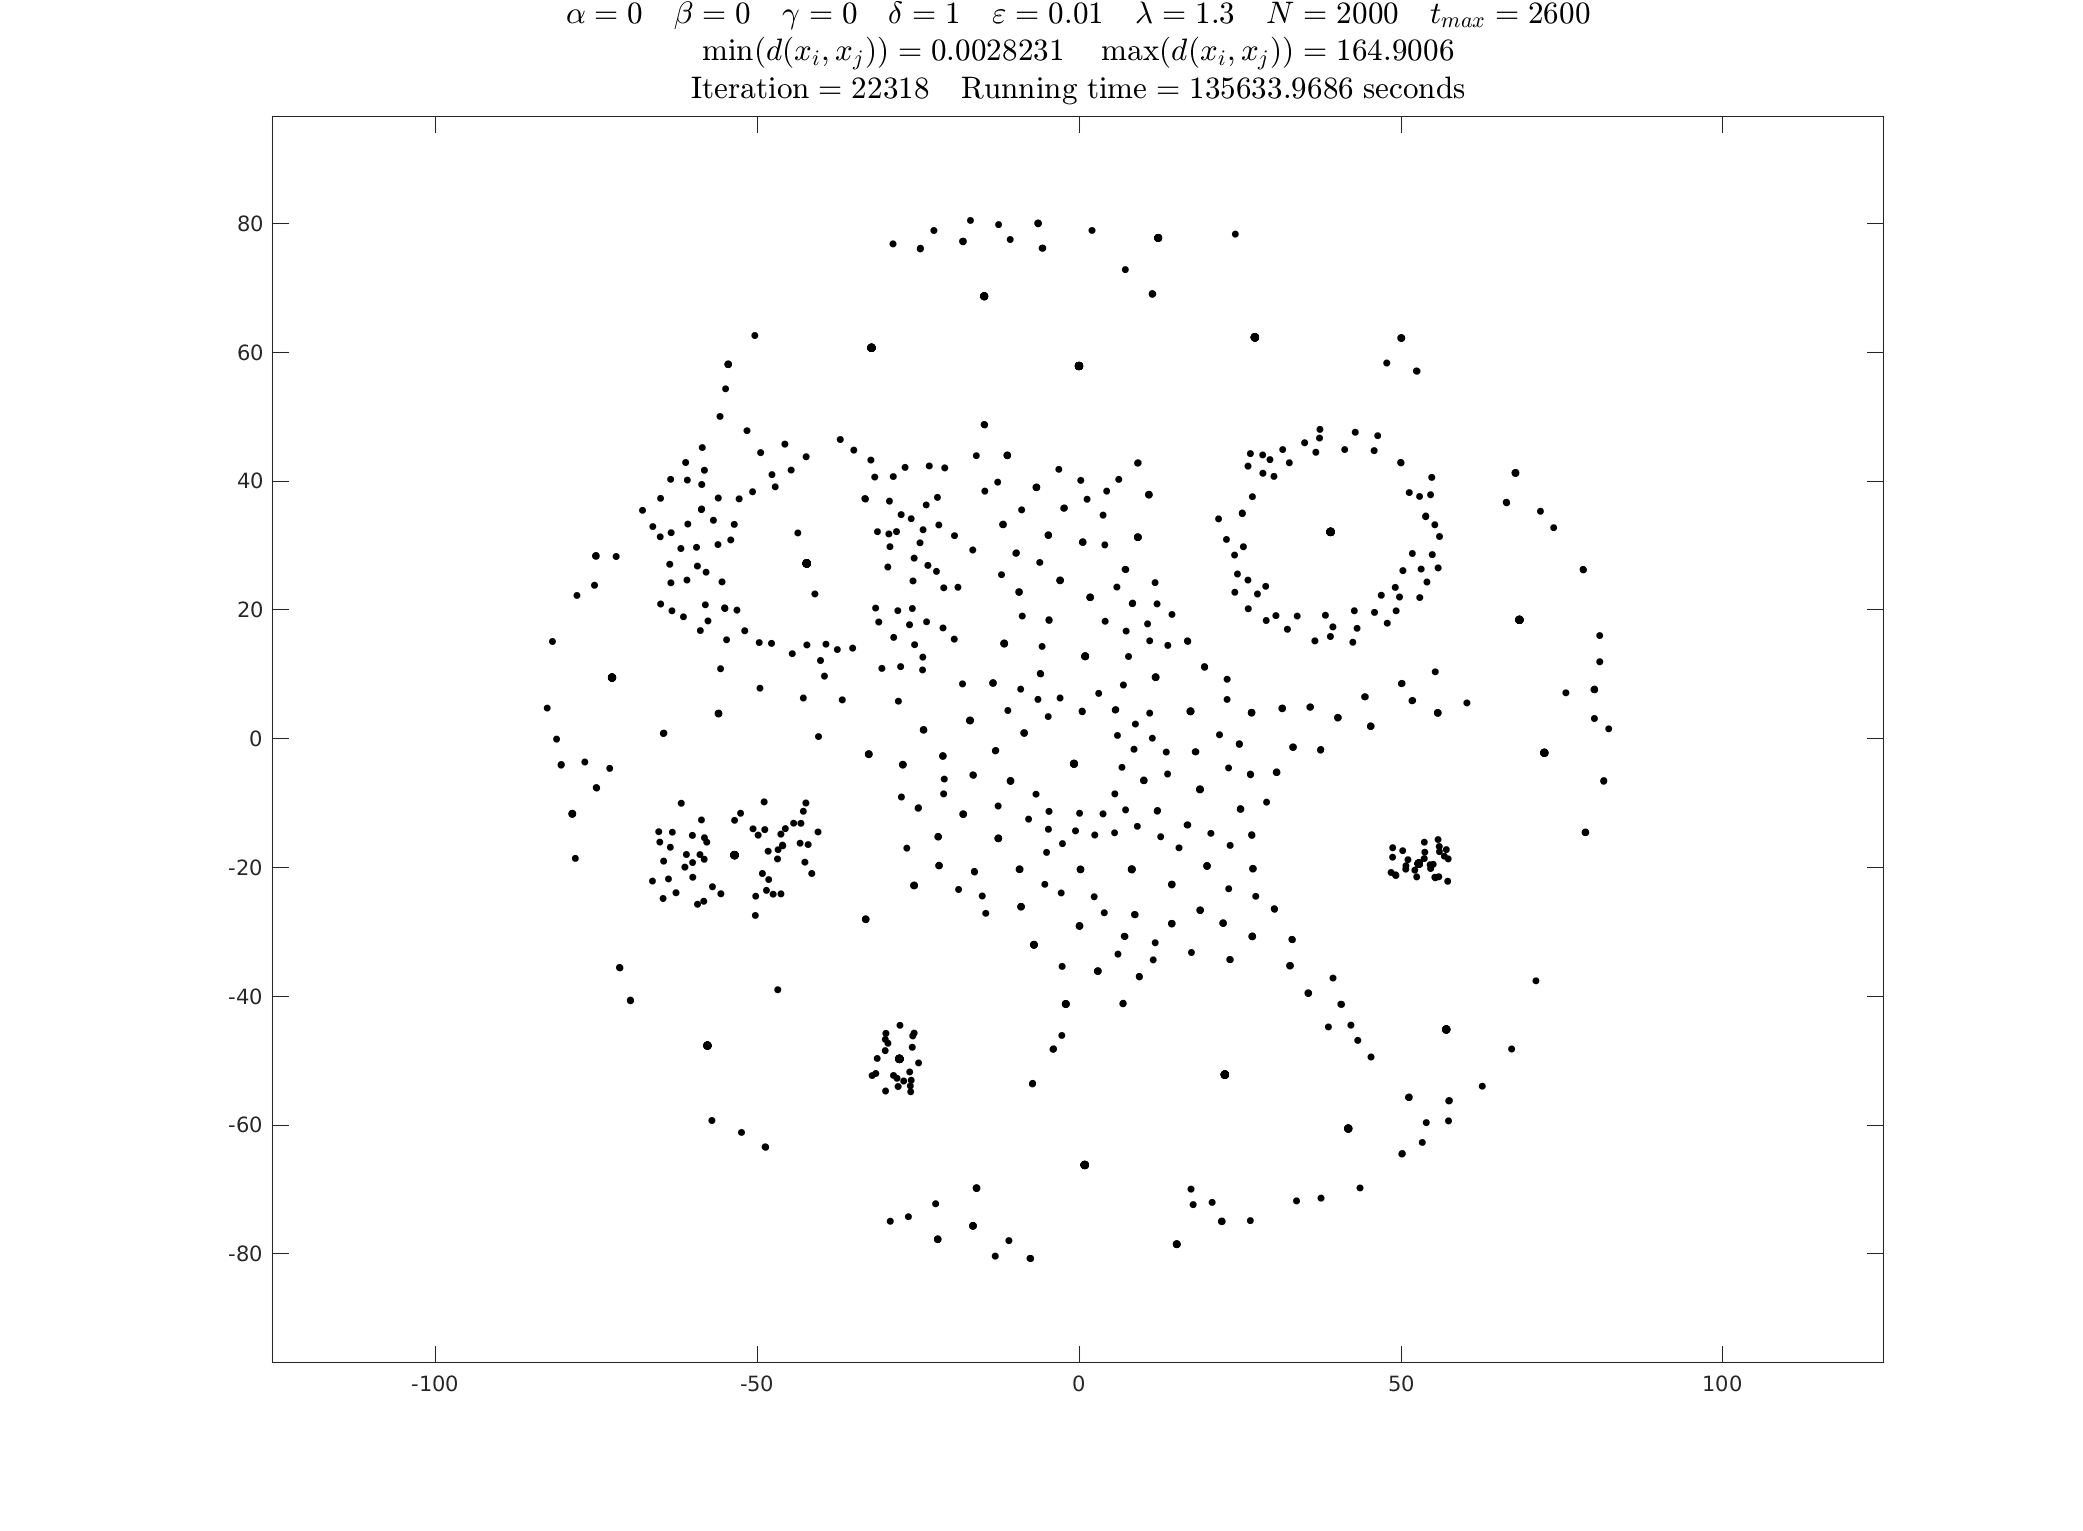 α = 0 β = 0 γ = 0 δ = 1 ε = 0.01 λ = 1.3 N = 2000 t_max = 2600
min(d(x_i, x_j)) = 0.0028231 max(d(x_i, x_j)) = 164.9006
Iteration = 22318 Running time = 135633.9686 seconds
80
60
40
20
0
-20
-40
-60
-80
-100 -50 0 50 100